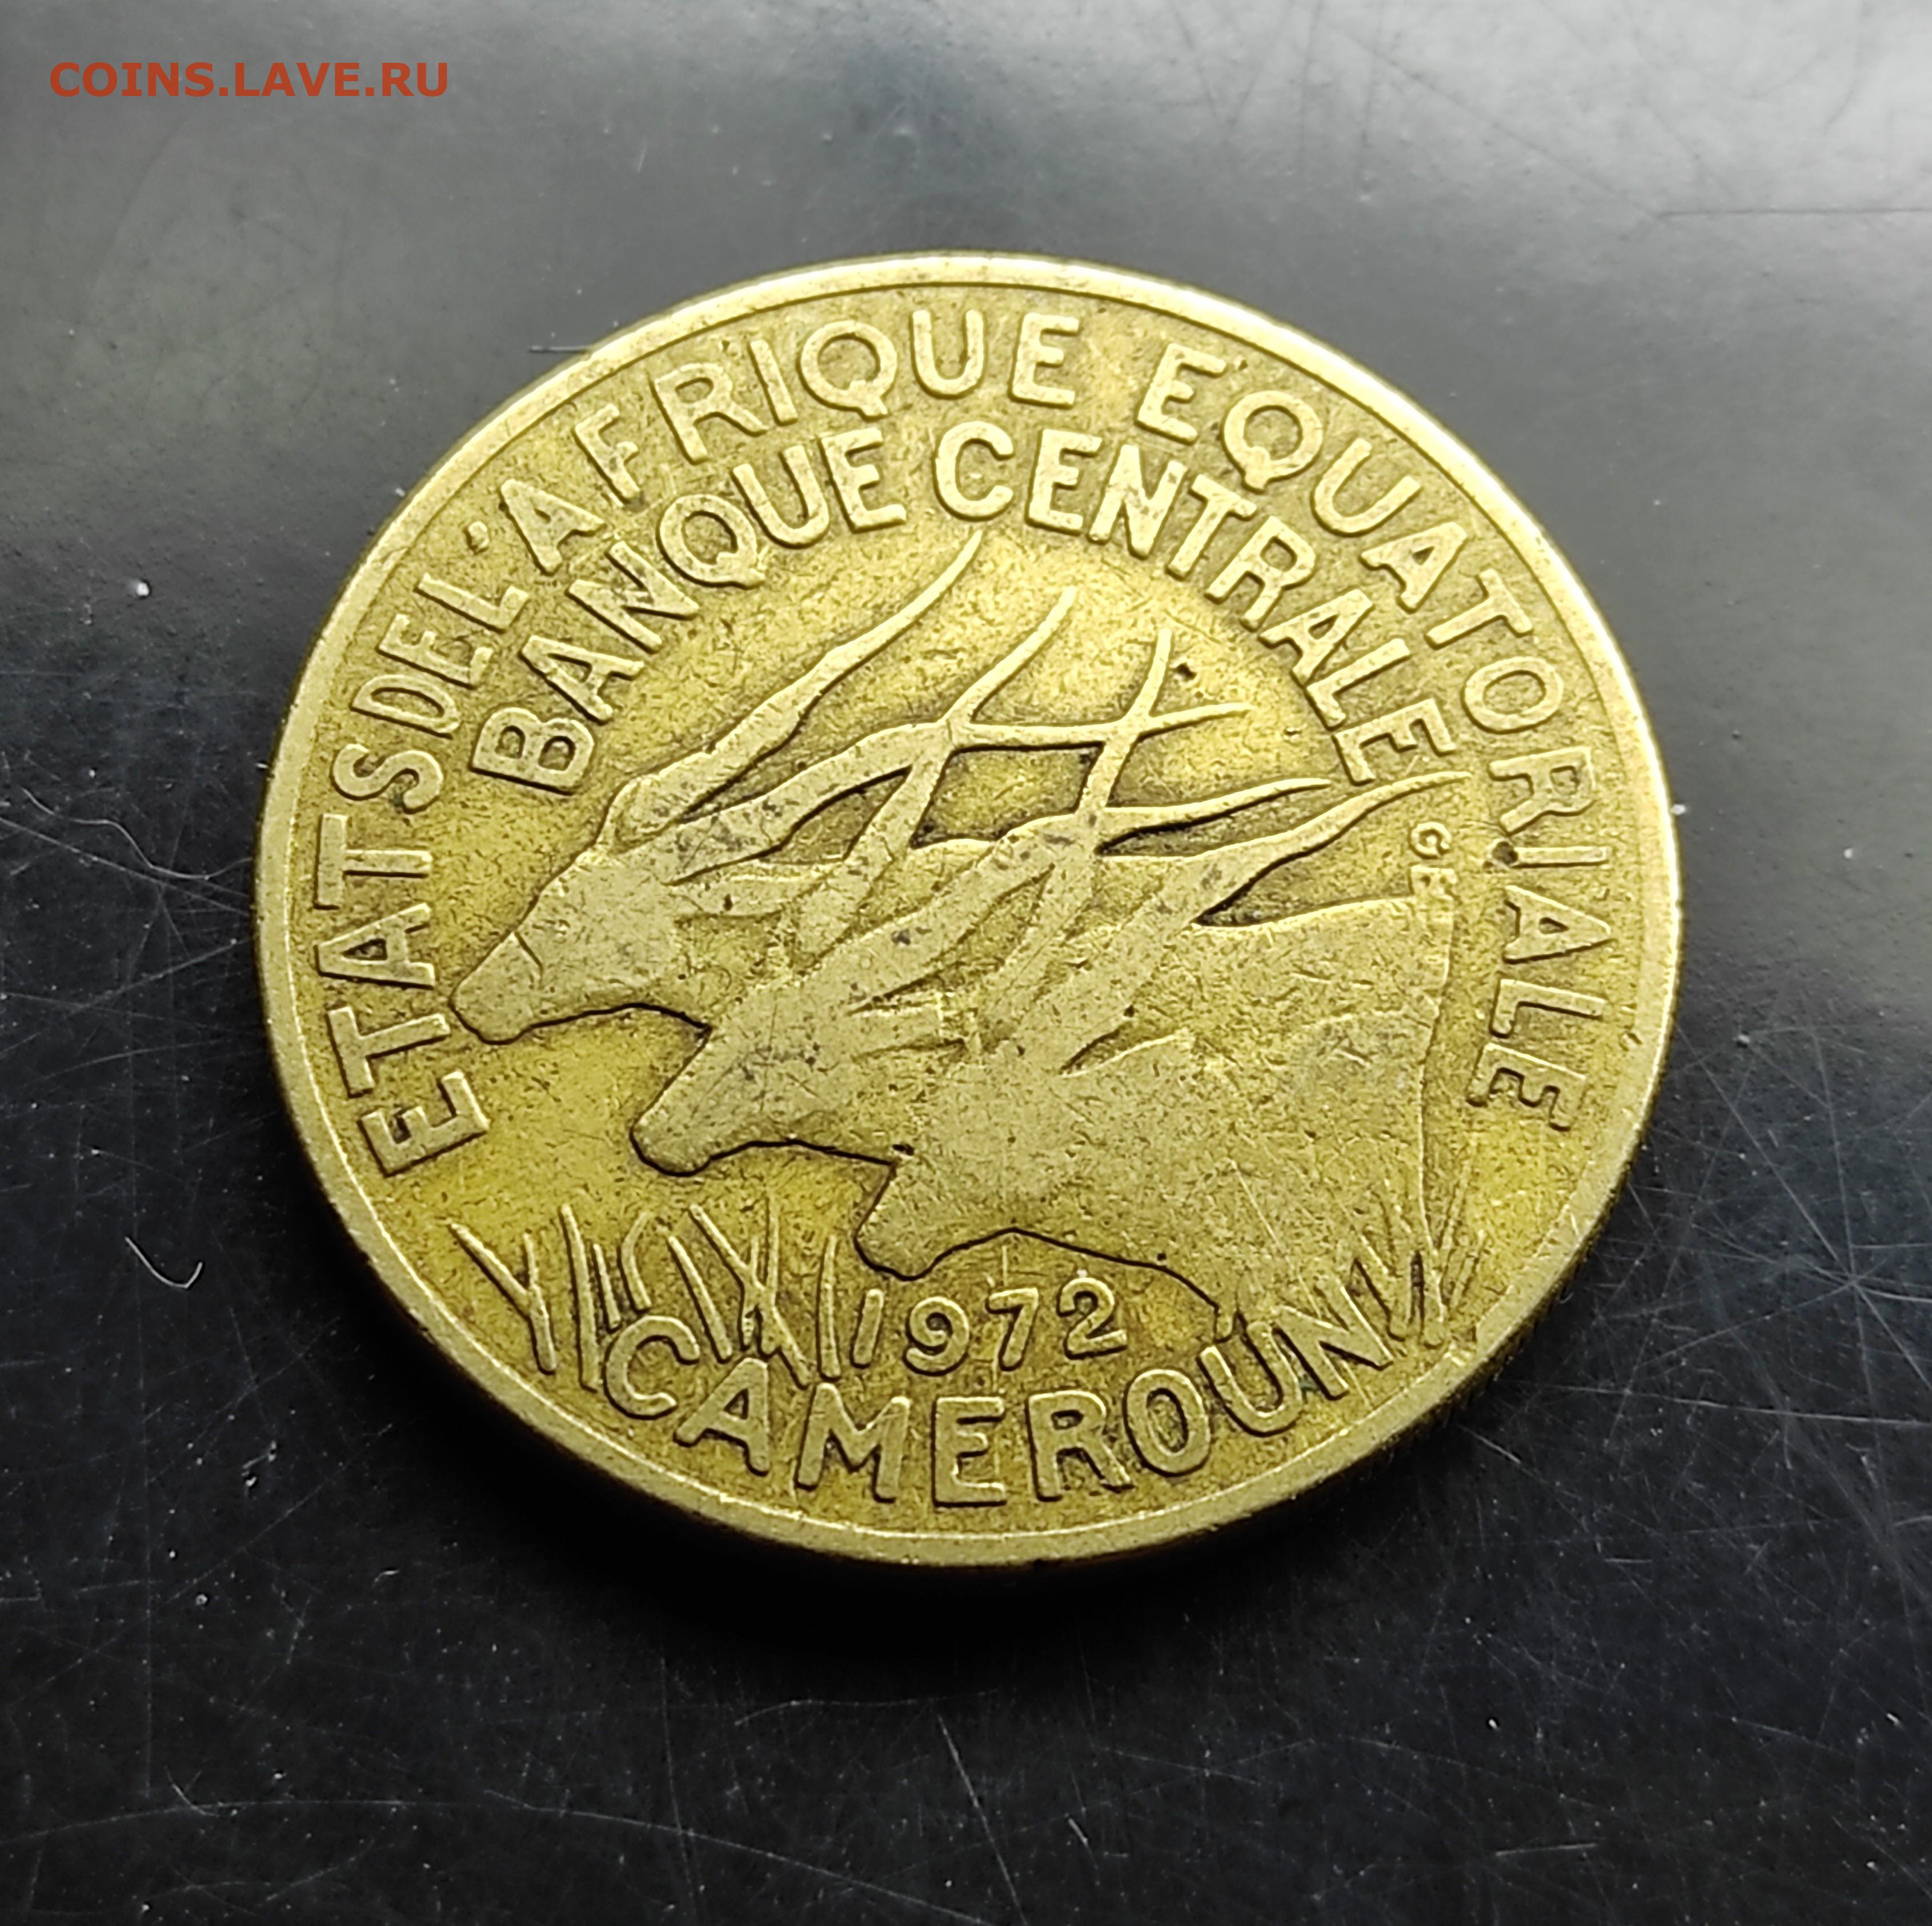 COINS.LAVE.RU
ETATS DE L'AFRIQUE EQUATORIALE
BANQUE CENTRALE
1972
CAMEROUN